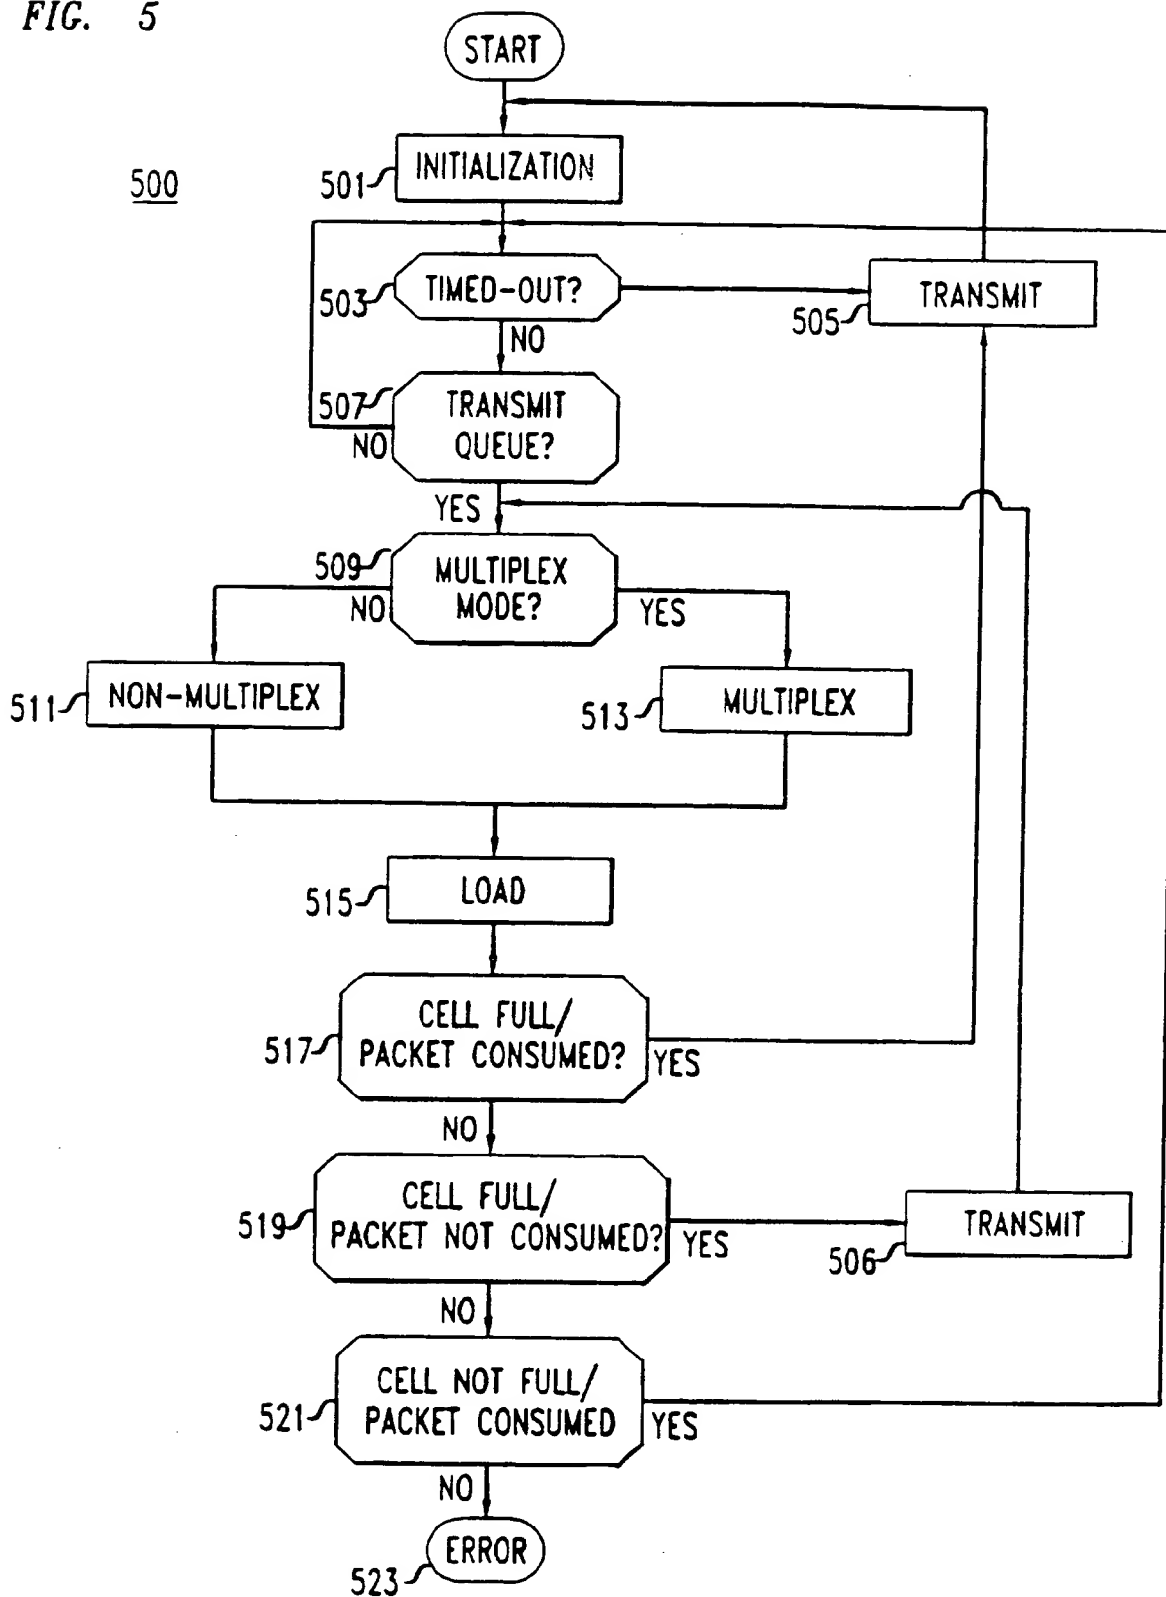 FIG. 5
START
INITIALIZATION
501
500
TIMED-OUT?
503
TRANSMIT
505
NO
507
TRANSMIT
QUEUE?
NO
YES
509
MULTIPLEX
MODE?
NO
YES
NON-MULTIPLEX
511
MULTIPLEX
513
LOAD
515
CELL FULL/
PACKET CONSUMED?
517
YES
NO
CELL FULL/
PACKET NOT CONSUMED?
519
YES
TRANSMIT
506
NO
CELL NOT FULL/
PACKET CONSUMED
521
YES
NO
ERROR
523